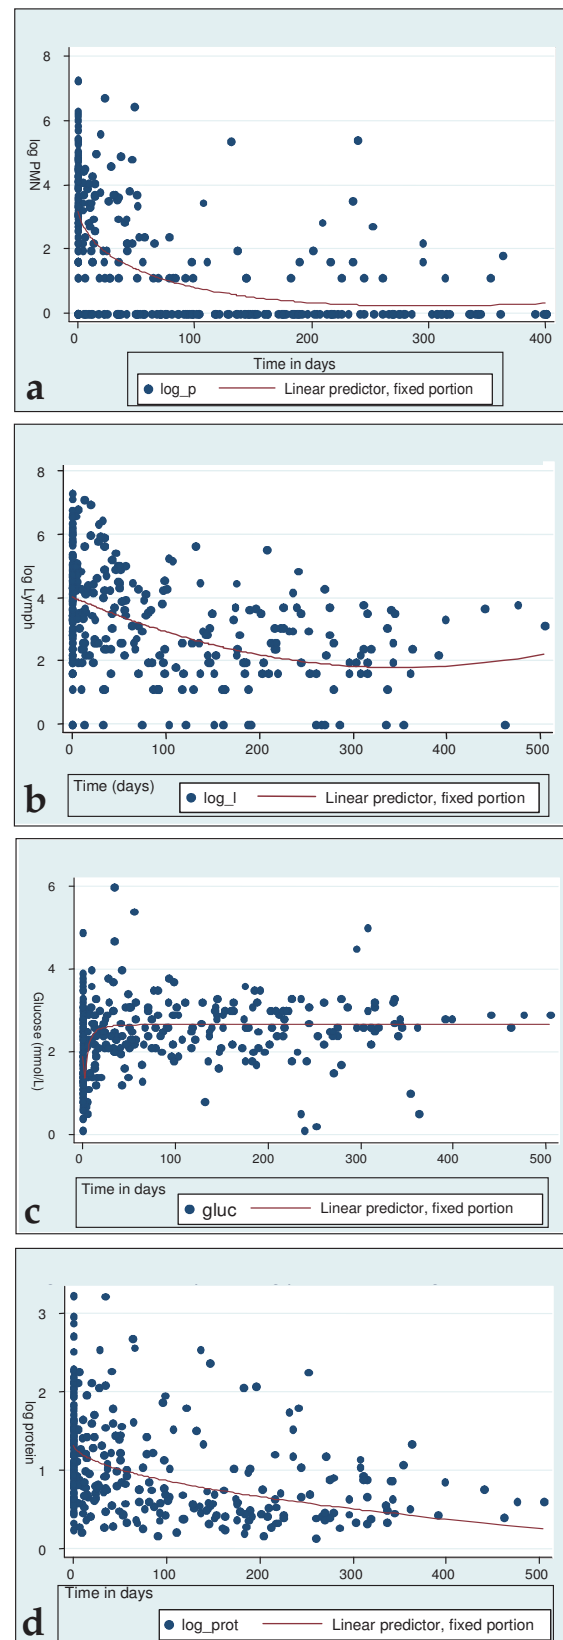 8
6
log PMN
4
2
0
0 100 200 300 400
Time in days
log_p Linear predictor, fixed portion
a
8
6
log Lymph
4
2
0
0 100 200 300 400 500
Time (days)
log_l Linear predictor, fixed portion
b
6
4
Glucose (mmol/L)
2
0
0 100 200 300 400 500
Time in days
gluc Linear predictor, fixed portion
c
3
2
log protein
1
0
0 100 200 300 400 500
Time in days
log_prot Linear predictor, fixed portion
d